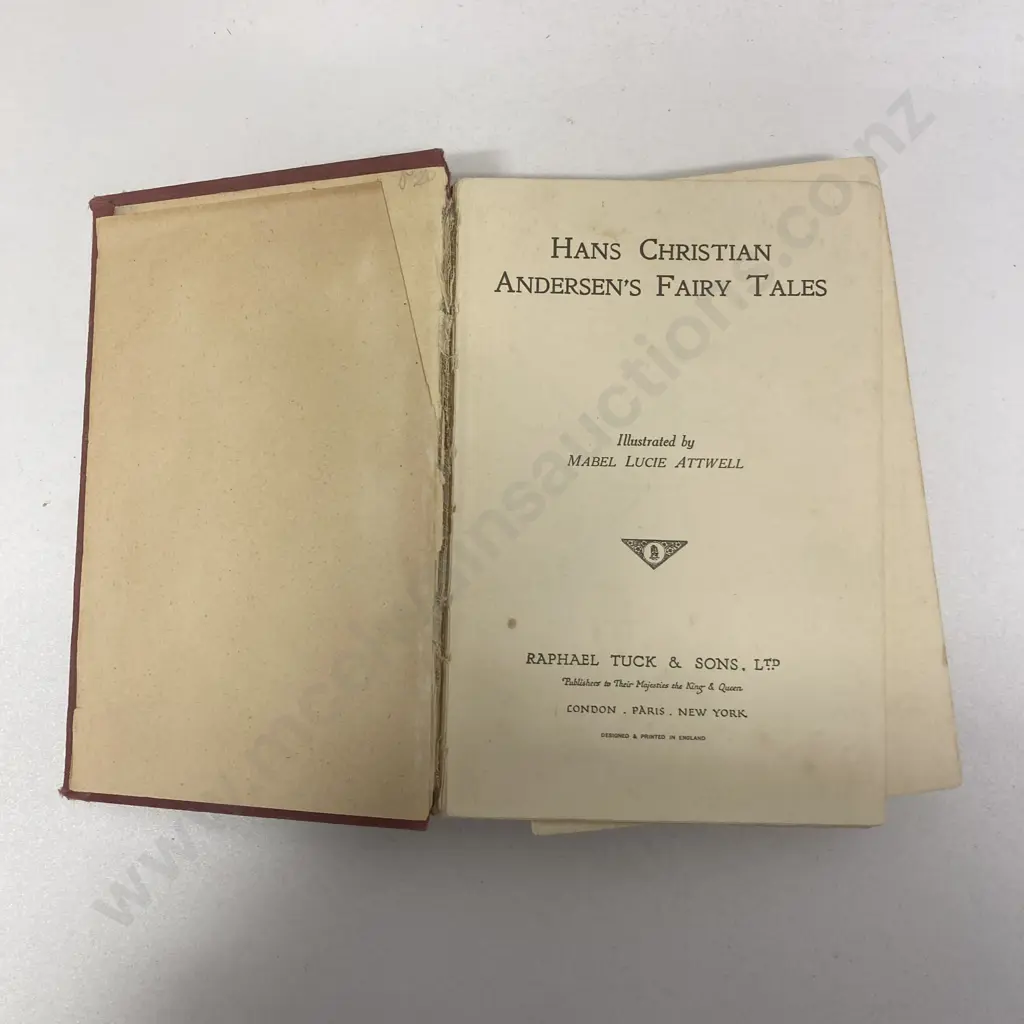 HANS CHRISTIAN
ANDERSEN'S FAIRY TALES
Illustrated by
MABEL LUCIE ATTWELL
RAPHAEL TUCK & SONS, LTD
Publishers to Their Majesties the King & Queen
LONDON . PARIS . NEW YORK
DESIGNED & PRINTED IN ENGLAND